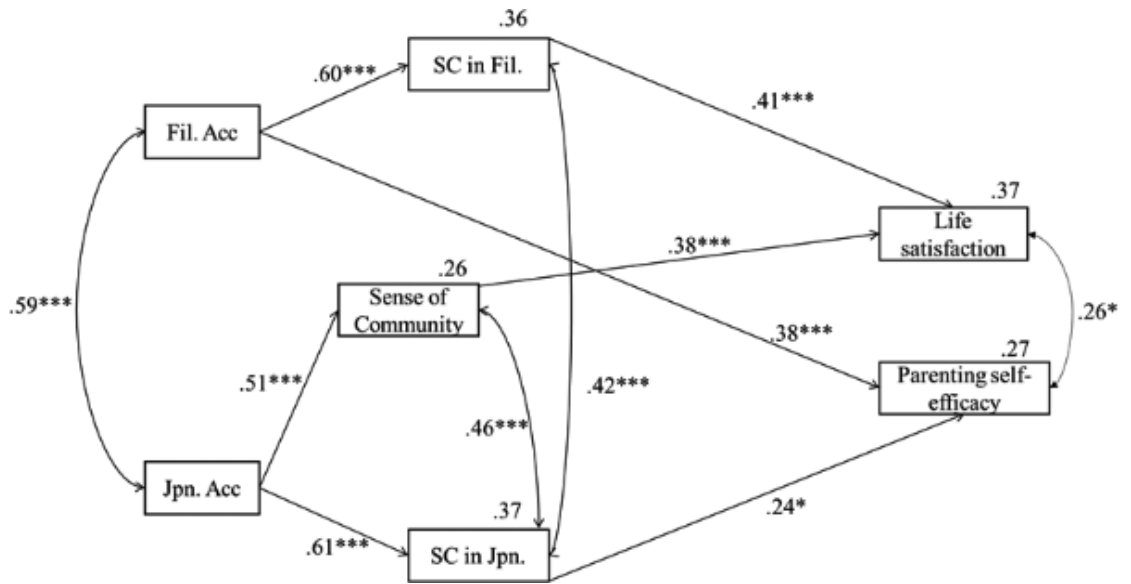 .36
SC in Fil.
.60***
.41***
Fil. Acc
.37
Life
satisfaction
.38***
.26
Sense of
Community
.59***
.26*
.38***
.27
Parenting self-
efficacy
.51***
.42***
.46***
Jpn. Acc
.37
.24*
SC in Jpn.
.61***